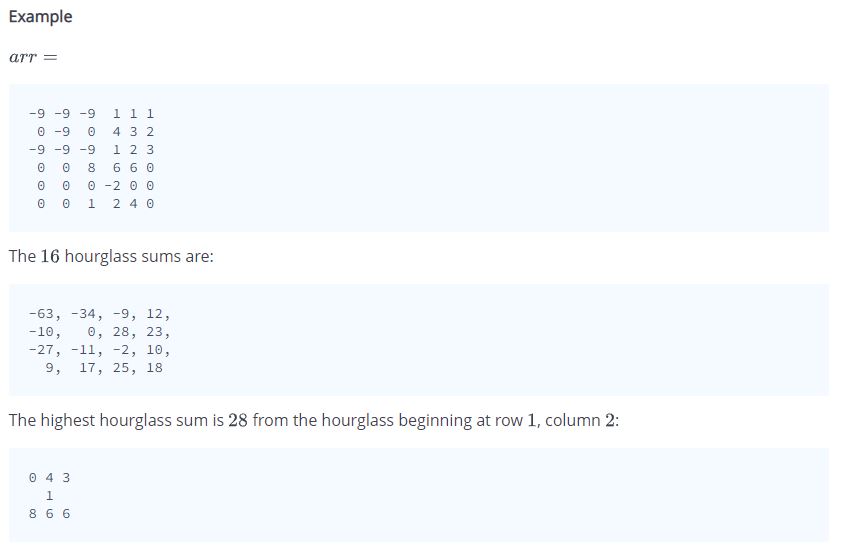 Example
arr =
-9 -9 -9  1 1 1
 0 -9  0  4 3 2
-9 -9 -9  1 2 3
 0  0  8  6 6 0
 0  0  0 -2 0 0
 0  0  1  2 4 0
The 16 hourglass sums are:
-63, -34, -9, 12,
-10,   0, 28, 23,
-27, -11, -2, 10,
  9,  17, 25, 18
The highest hourglass sum is 28 from the hourglass beginning at row 1, column 2:
0 4 3
  1
8 6 6